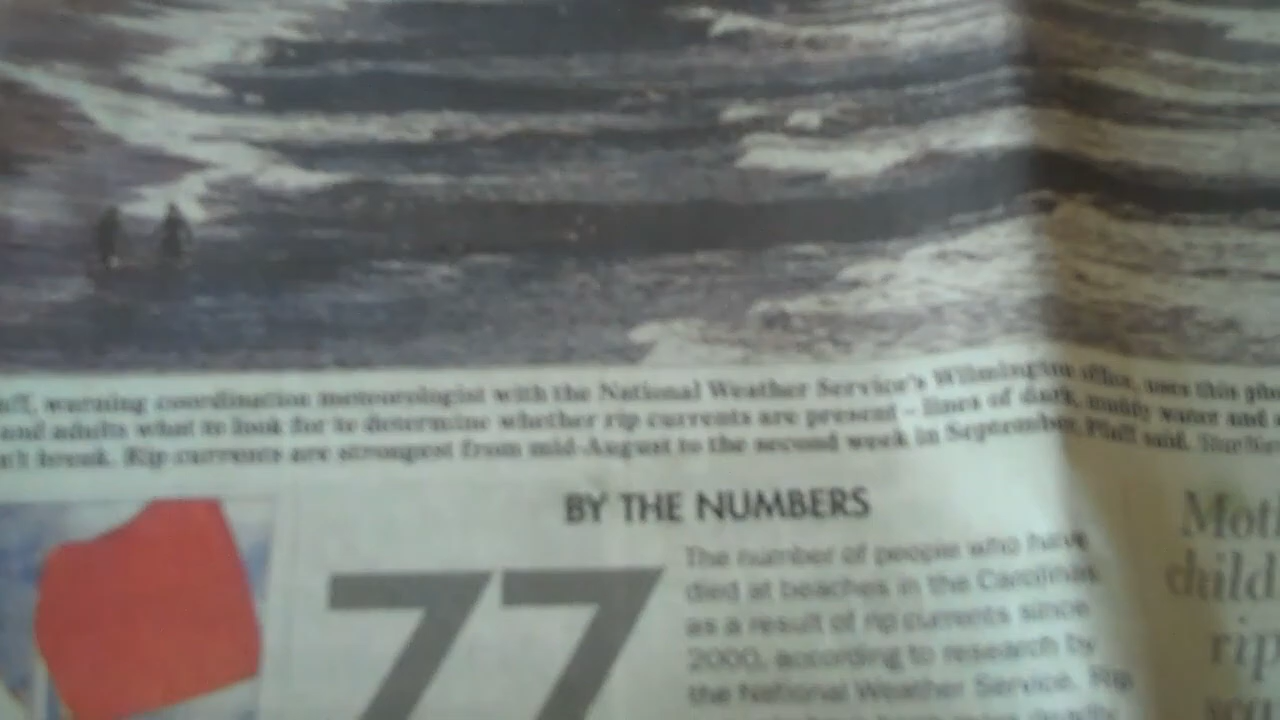 warning coordination meteorologist with the National Weather Service's Wilmington office, uses this
and adults what to look for to determine whether rip currents are present – lines of dark, murky water and
break. Rip currents are strongest from mid-August to the second week in September, Pfaff said.
BY THE NUMBERS
77
The number of people who have
died at beaches in the Carolinas
as a result of rip currents since
2000, according to research by
the National Weather Service. Rip
Moth
child
rip